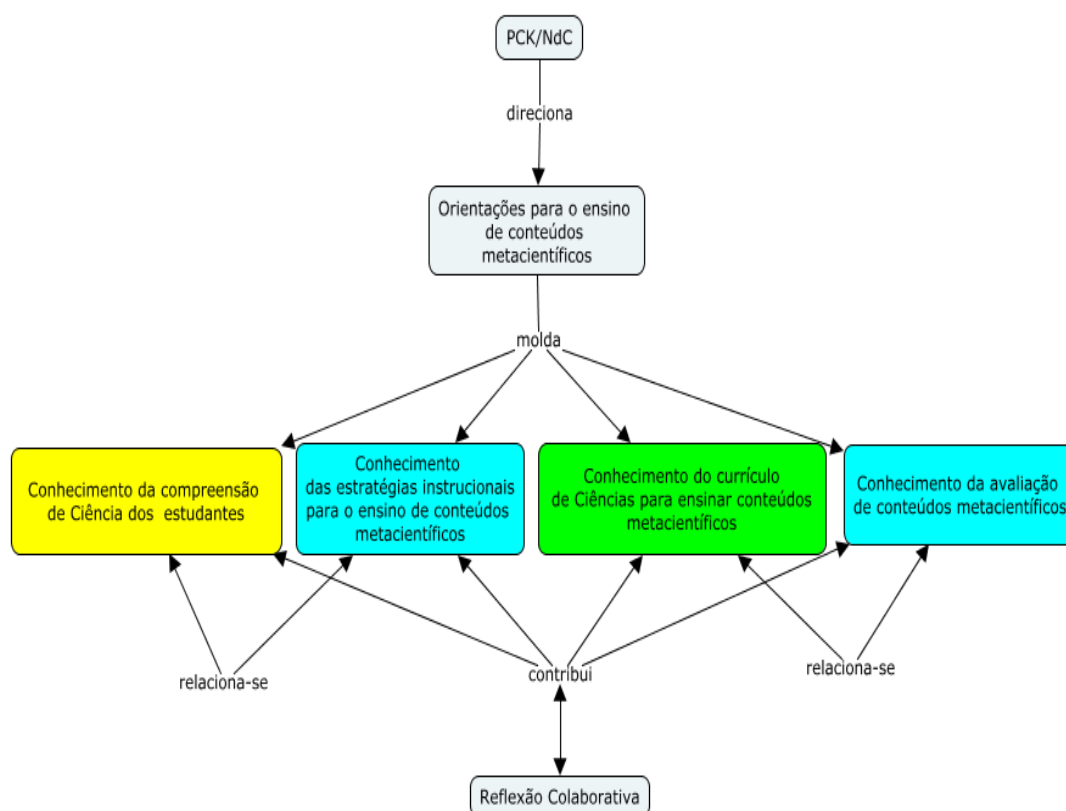 PCK/NdC
direciona
Orientações para o ensino
de conteúdos
metacientíficos
molda
Conhecimento da compreensão
de Ciência dos estudantes
Conhecimento
das estratégias instrucionais
para o ensino de conteúdos
metacientíficos
Conhecimento do currículo
de Ciências para ensinar conteúdos
metacientíficos
Conhecimento da avaliação
de conteúdos metacientíficos
relaciona-se
contribui
relaciona-se
Reflexão Colaborativa